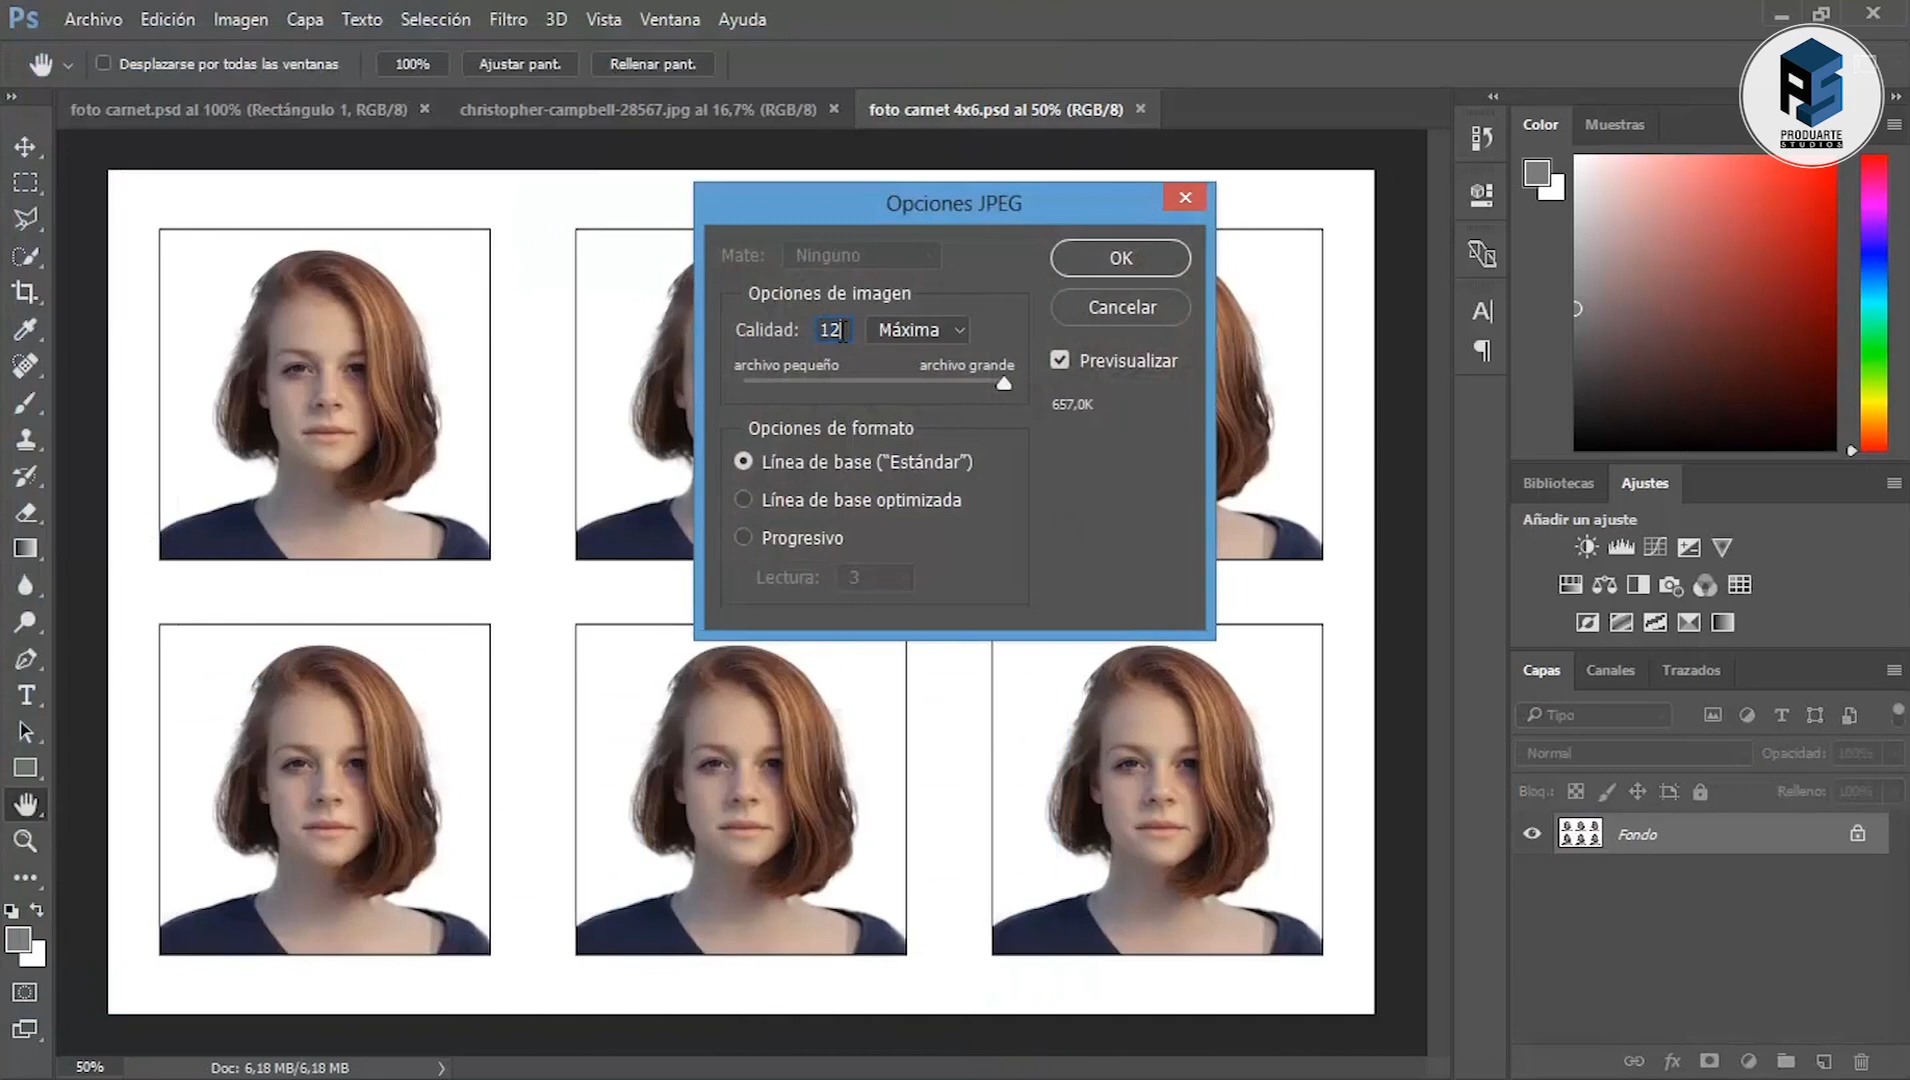 Ps Archivo Edición Imagen Capa Texto Selección Filtro 3D Vista Ventana Ayuda
Desplazarse por todas las ventanas 100% Ajustar pant. Rellenar pant.
PS
PRODUARTE
STUDIOS
foto carnet.psd al 100% (Rectángulo 1, RGB/8) christopher-campbell-28567.jpg al 16,7% (RGB/8) foto carnet 4x6.psd al 50% (RGB/8)
Opciones JPEG
Mate: Ninguno
OK
Opciones de imagen
Cancelar
Calidad: 12 Máxima
archivo pequeño archivo grande
Previsualizar
657,0K
Opciones de formato
Línea de base (“Estándar”)
Línea de base optimizada
Progresivo
Lectura: 3
Color Muestras
Bibliotecas Ajustes
Añadir un ajuste
Capas Canales Trazados
Tipo
Normal Opacidad: 100%
Bloq.: Relleno: 100%
Fondo
fx
50% Doc: 6,18 MB/6,18 MB